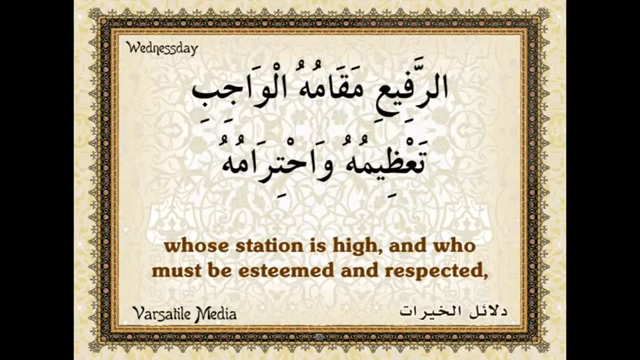 Wednessday
الرَّفِيعِ مَقَامُهُ الْوَاجِبِ
تَعْظِيمُهُ وَاحْتِرَامُهُ
whose station is high, and who
must be esteemed and respected,
Varsatile Media
دلائل الخيرات